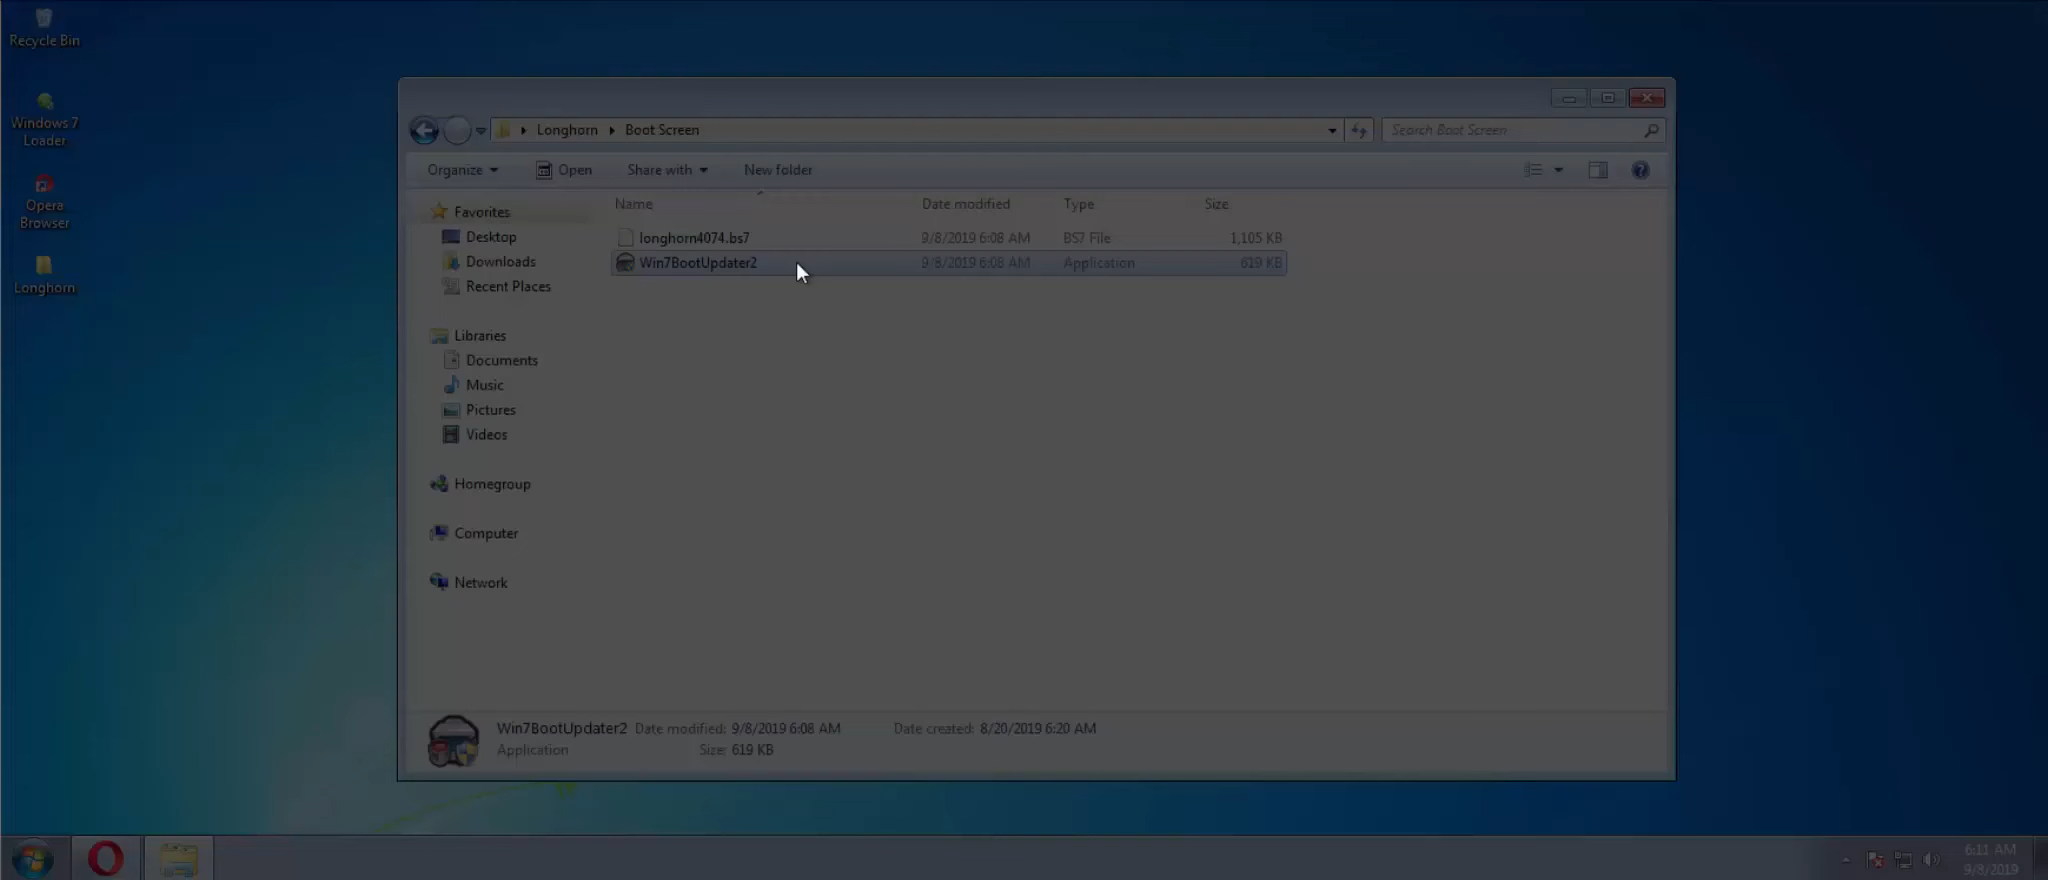 Recycle Bin
Windows 7
Loader
Opera
Browser
Longhorn
Longhorn Boot Screen
Search Boot Screen
Organize Open Share with New folder
Name Date modified Type Size
longhorn4074.bs7 9/8/2019 6:08 AM BS7 File 1,105 KB
Win7BootUpdater2 9/8/2019 6:08 AM Application 619 KB
Favorites
Desktop
Downloads
Recent Places
Libraries
Documents
Music
Pictures
Videos
Homegroup
Computer
Network
Win7BootUpdater2 Date modified: 9/8/2019 6:08 AM Date created: 8/20/2019 6:20 AM
Application Size: 619 KB
6:11 AM
9/8/2019